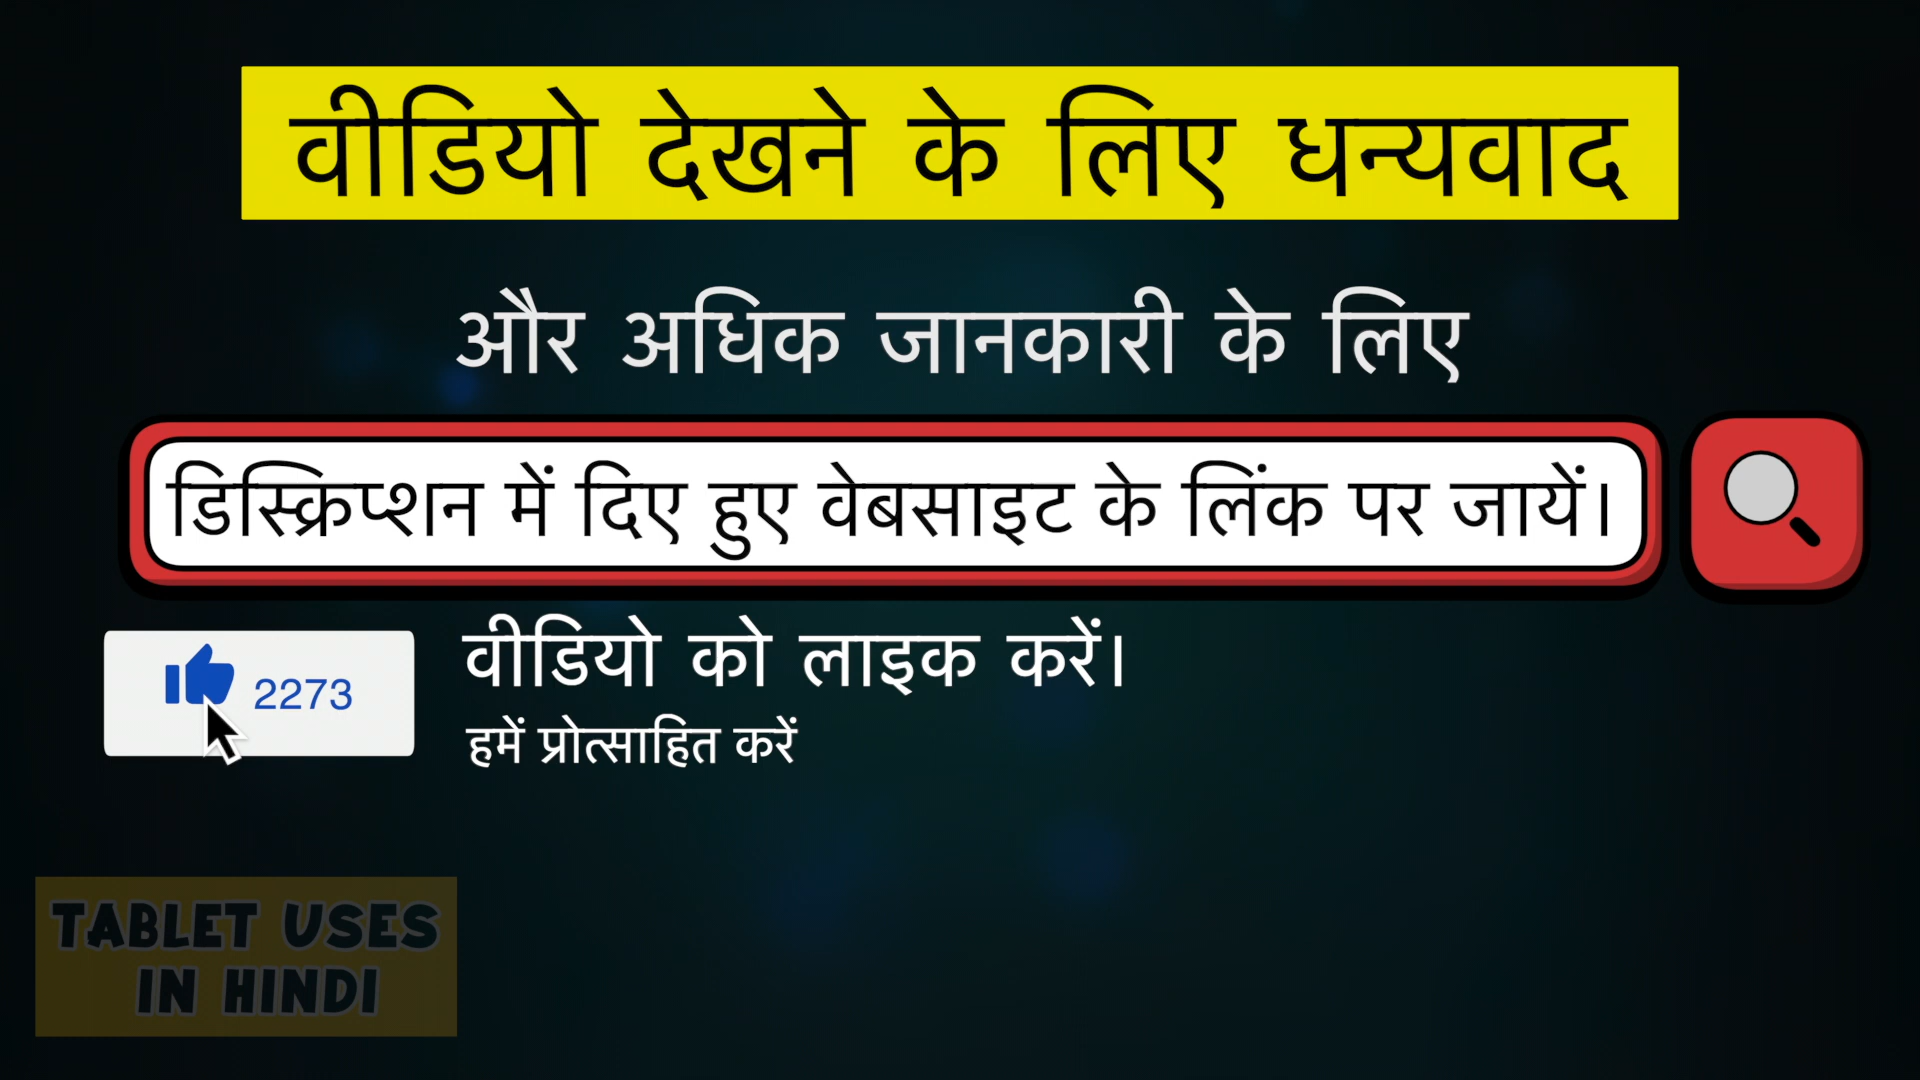 वीडियो देखने के लिए धन्यवाद
और अधिक जानकारी के लिए
डिस्क्रिप्शन में दिए हुए वेबसाइट के लिंक पर जायें।
2273
वीडियो को लाइक करें।
हमें प्रोत्साहित करें
TABLET USES
IN HINDI